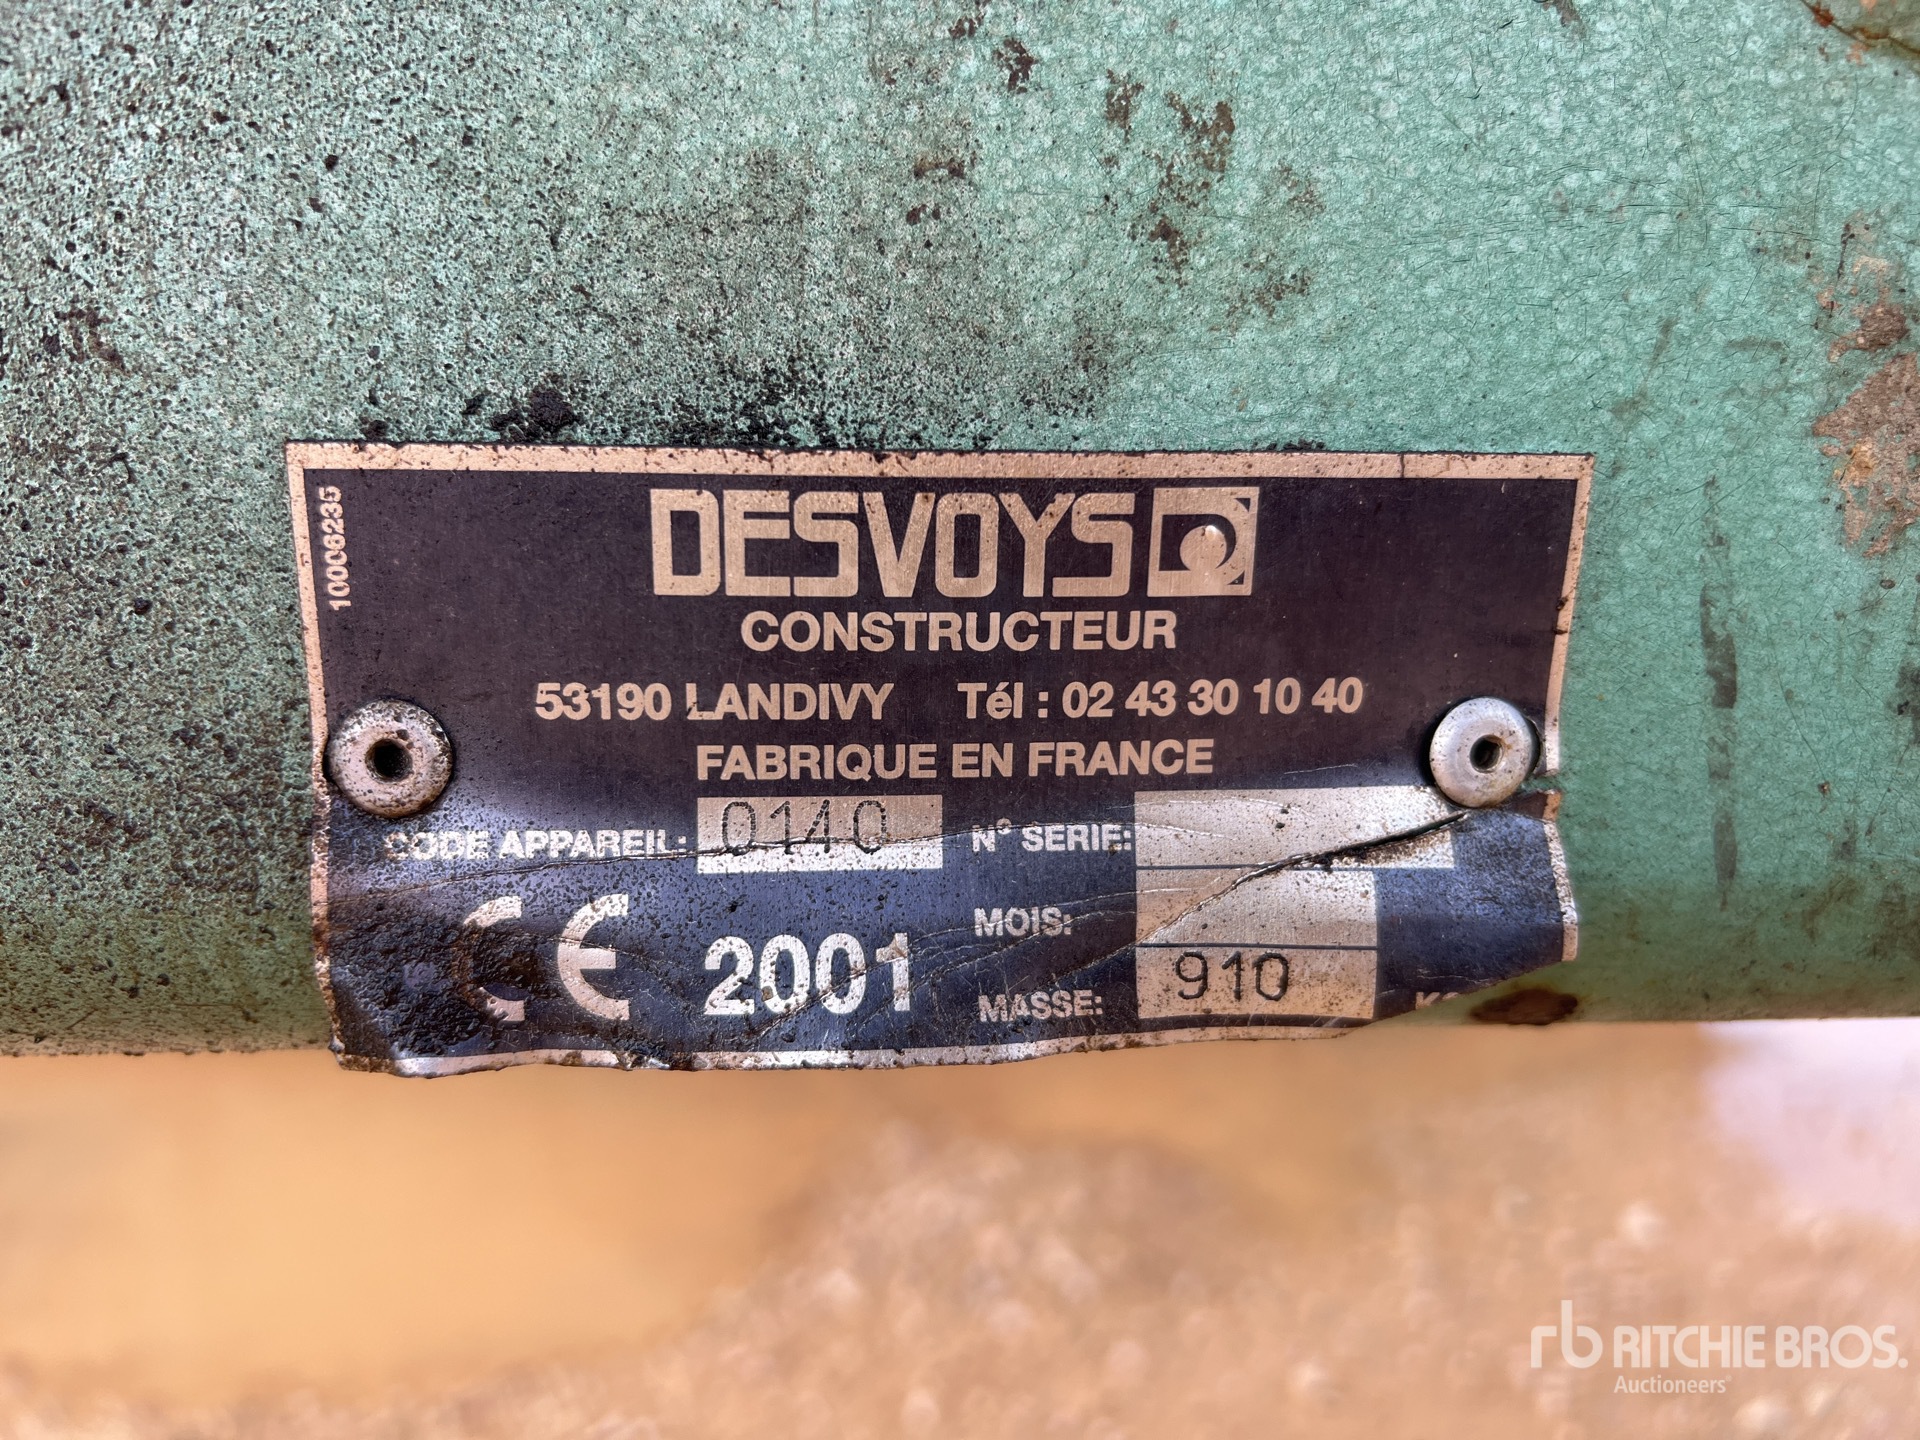 10006235
DESVOYS
CONSTRUCTEUR
53190 LANDIVY Tél : 02 43 30 10 40
FABRIQUE EN FRANCE
CODE APPAREIL: 0140 N° SERIE:
CE 2001 MOIS:
MASSE: 910
rb RITCHIE BROS.
Auctioneers